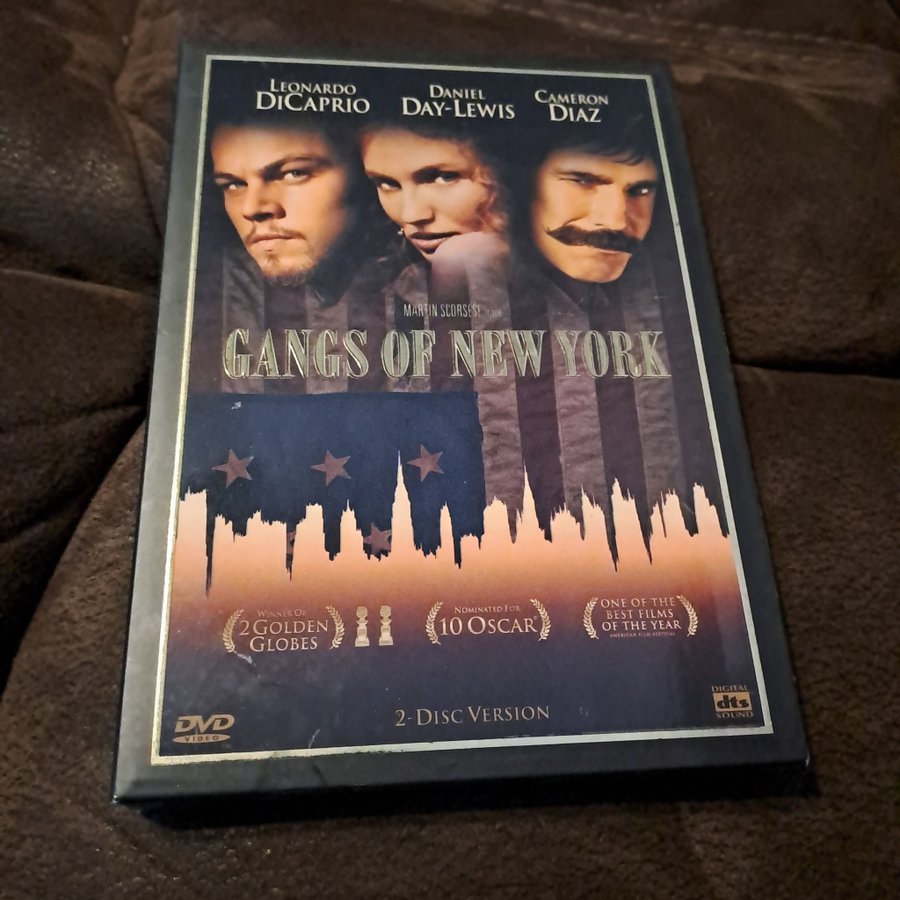 LEONARDO
DICAPRIO
DANIEL
DAY-LEWIS
CAMERON
DIAZ
MARTIN SCORSESE
GANGS OF NEW YORK
WINNER OF
2 GOLDEN
GLOBES
NOMINATED FOR
10 OSCAR®
ONE OF THE
BEST FILMS
OF THE YEAR
AMERICAN FILM FESTIVAL
DVD
VIDEO
2-DISC VERSION
DIGITAL
dts
SOUND